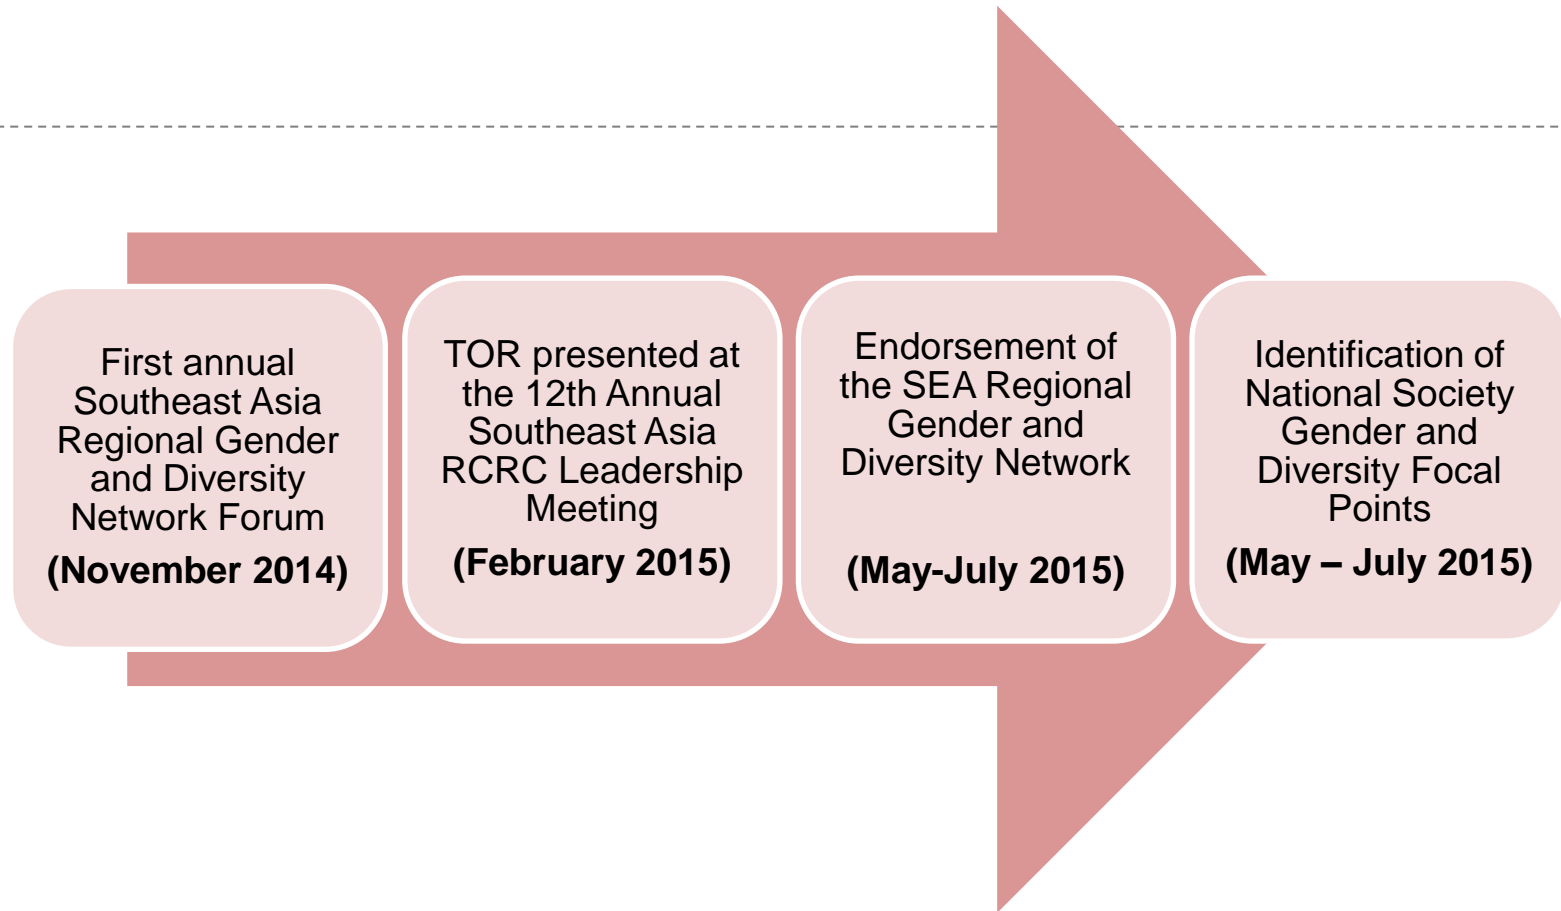 First annual
Southeast Asia
Regional Gender
and Diversity
Network Forum
(November 2014)
TOR presented at
the 12th Annual
Southeast Asia
RCRC Leadership
Meeting
(February 2015)
Endorsement of
the SEA Regional
Gender and
Diversity Network
(May-July 2015)
Identification of
National Society
Gender and
Diversity Focal
Points
(May – July 2015)